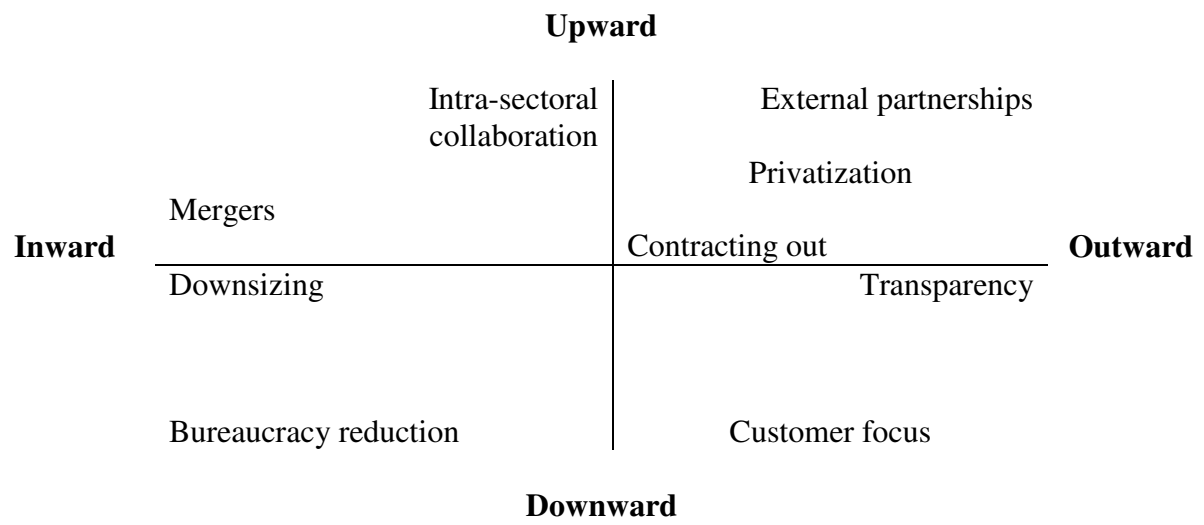 Upward
Intra-sectoral
collaboration
External partnerships
Privatization
Mergers
Inward
Contracting out
Outward
Downsizing
Transparency
Bureaucracy reduction
Customer focus
Downward